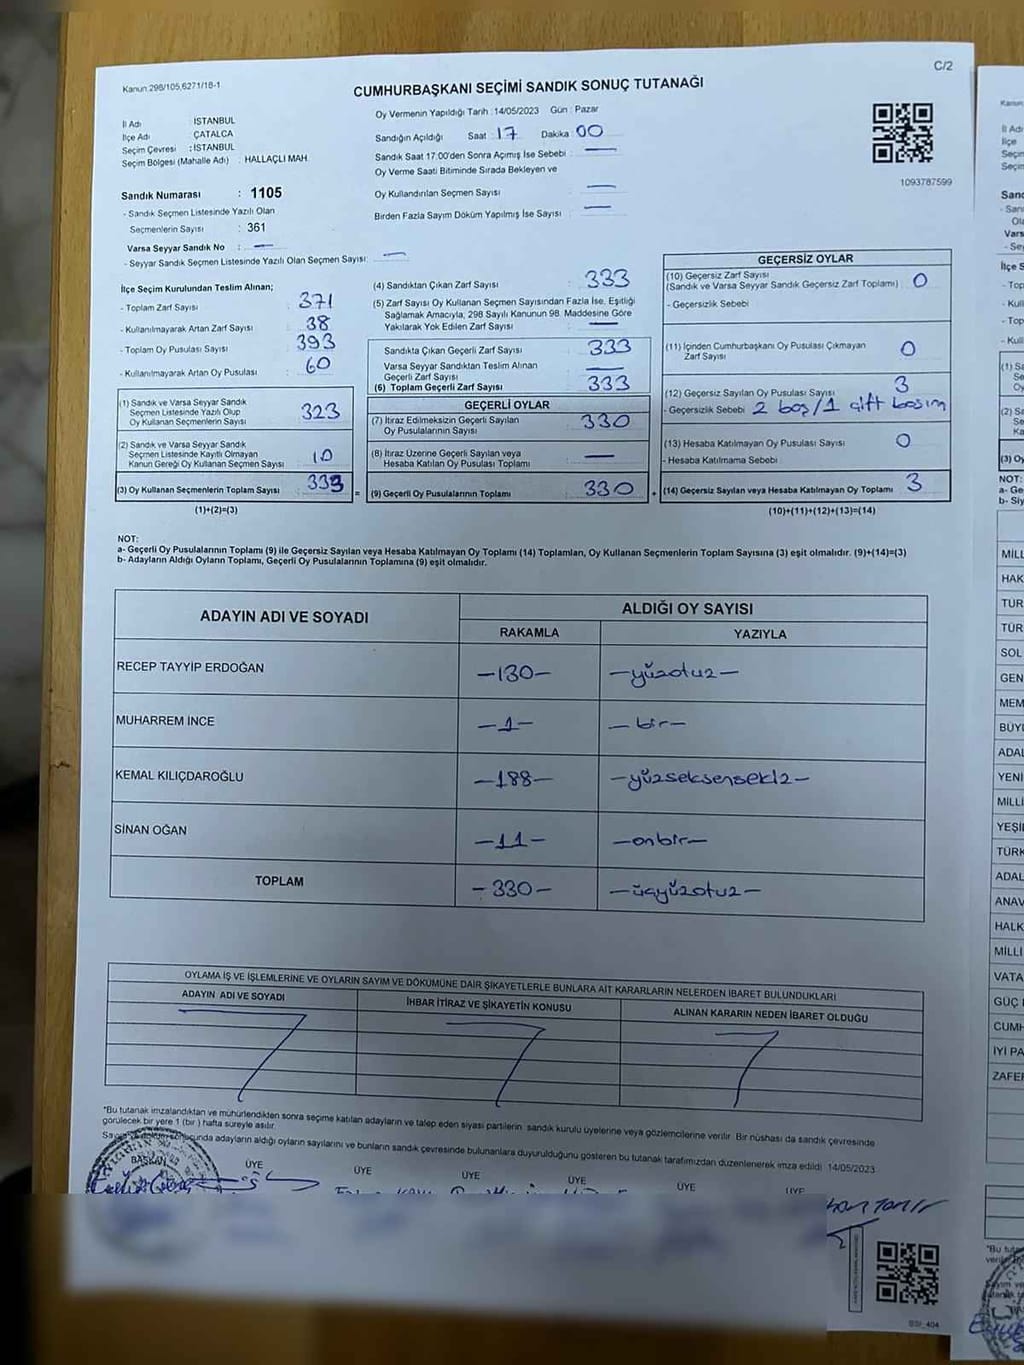 Kanun 298/105,6271/18-1
C/2
CUMHURBAŞKANI SEÇİMİ SANDIK SONUÇ TUTANAĞI
İl Adı : İSTANBUL
İlçe Adı : ÇATALCA
Seçim Çevresi : İSTANBUL
Seçim Bölgesi (Mahalle Adı) : HALLAÇLI MAH.
Sandık Numarası : 1105
- Sandık Seçmen Listesinde Yazılı Olan
Seçmenlerin Sayısı : 361
Varsa Seyyar Sandık No : —
- Seyyar Sandık Seçmen Listesinde Yazılı Olan Seçmen Sayısı: —
Oy Vermenin Yapıldığı Tarih : 14/05/2023 Gün : Pazar
Sandığın Açıldığı Saat : 17 Dakika : 00
Sandık Saat 17:00'den Sonra Açılmış İse Sebebi : —
Oy Verme Saati Bitiminde Sırada Bekleyen ve
Oy Kullandırılan Seçmen Sayısı : —
Birden Fazla Sayım Döküm Yapılmış İse Sayısı : —
1093787599
İlçe Seçim Kurulundan Teslim Alınan;
- Toplam Zarf Sayısı : 371
- Kullanılmayarak Artan Zarf Sayısı : 38
- Toplam Oy Pusulası Sayısı : 393
- Kullanılmayarak Artan Oy Pusulası : 60
(1) Sandık ve Varsa Seyyar Sandık
Seçmen Listesinde Yazılı Olup
Oy Kullanan Seçmen Sayısı : 323
(2) Sandık ve Varsa Seyyar Sandık
Seçmen Listesinde Kayıtlı Olmayan
Kanun Gereği Oy Kullanan Seçmen Sayısı : 10
(3) Oy Kullanan Seçmenlerin Toplam Sayısı : 333
(1)+(2)=(3)
(4) Sandıktan Çıkan Zarf Sayısı : 333
(5) Zarf Sayısı Oy Kullanan Seçmen Sayısından Fazla İse, Eşitliği
Sağlamak Amacıyla, 298 Sayılı Kanunun 98. Maddesine Göre
Yakılarak Yok Edilen Zarf Sayısı : —
Sandıkta Çıkan Geçerli Zarf Sayısı : 333
Varsa Seyyar Sandıktan Teslim Alınan
Geçerli Zarf Sayısı : —
(6) Toplam Geçerli Zarf Sayısı : 333
GEÇERLİ OYLAR
(7) İtiraz Edilmeksizin Geçerli Sayılan
Oy Pusulalarının Sayısı : 330
(8) İtiraz Üzerine Geçerli Sayılan veya
Hesaba Katılan Oy Pusulası Toplamı : —
= (9) Geçerli Oy Pusulalarının Toplamı : 330
GEÇERSİZ OYLAR
(10) Geçersiz Zarf Sayısı
(Sandık ve Varsa Seyyar Sandık Geçersiz Zarf Toplamı) : 0
- Geçersizlik Sebebi :
(11) İçinden Cumhurbaşkanı Oy Pusulası Çıkmayan
Zarf Sayısı : 0
(12) Geçersiz Sayılan Oy Pusulası Sayısı : 3
- Geçersizlik Sebebi : 2 boş/1 çift basım
(13) Hesaba Katılmayan Oy Pusulası Sayısı : 0
- Hesaba Katılmama Sebebi :
+ (14) Geçersiz Sayılan veya Hesaba Katılmayan Oy Toplamı : 3
(10)+(11)+(12)+(13)=(14)
NOT:
a- Geçerli Oy Pusulalarının Toplamı (9) ile Geçersiz Sayılan veya Hesaba Katılmayan Oy Toplamı (14) Toplamları, Oy Kullanan Seçmenlerin Toplam Sayısına (3) eşit olmalıdır. (9)+(14)=(3)
b- Adayların Aldığı Oyların Toplamı, Geçerli Oy Pusulalarının Toplamına (9) eşit olmalıdır.
ADAYIN ADI VE SOYADI ALDIĞI OY SAYISI
RAKAMLA YAZIYLA
RECEP TAYYİP ERDOĞAN -130- -yüzotuz-
MUHARREM İNCE -1- -bir-
KEMAL KILIÇDAROĞLU -188- -yüzseksensekiz-
SİNAN OĞAN -11- -onbir-
TOPLAM -330- -üçyüzotuz-
OYLAMA İŞ VE İŞLEMLERİNE VE OYLARIN SAYIM VE DÖKÜMÜNE DAİR ŞİKAYETLERLE BUNLARA AİT KARARLARIN NELERDEN İBARET BULUNDUKLARI
ADAYIN ADI VE SOYADI İHBAR İTİRAZ VE ŞİKAYETİN KONUSU ALINAN KARARIN NEDEN İBARET OLDUĞU
*Bu tutanak imzalandıktan ve mühürlendikten sonra seçime katılan adayların ve talep eden siyasi partilerin sandık kurulu üyelerine veya gözlemcilerine verilir. Bir nüshası da sandık çevresinde
görülecek bir yere 1 (bir) hafta süreyle asılır.
sonucunda adayların aldığı oyların sayılarını ve bunların sandık çevresinde bulunanlara duyurulduğunu gösteren bu tutanak tarafımızdan düzenlenerek imza edildi. 14/05/2023
BAŞKAN ÜYE ÜYE ÜYE ÜYE ÜYE ÜYE
BSI_404